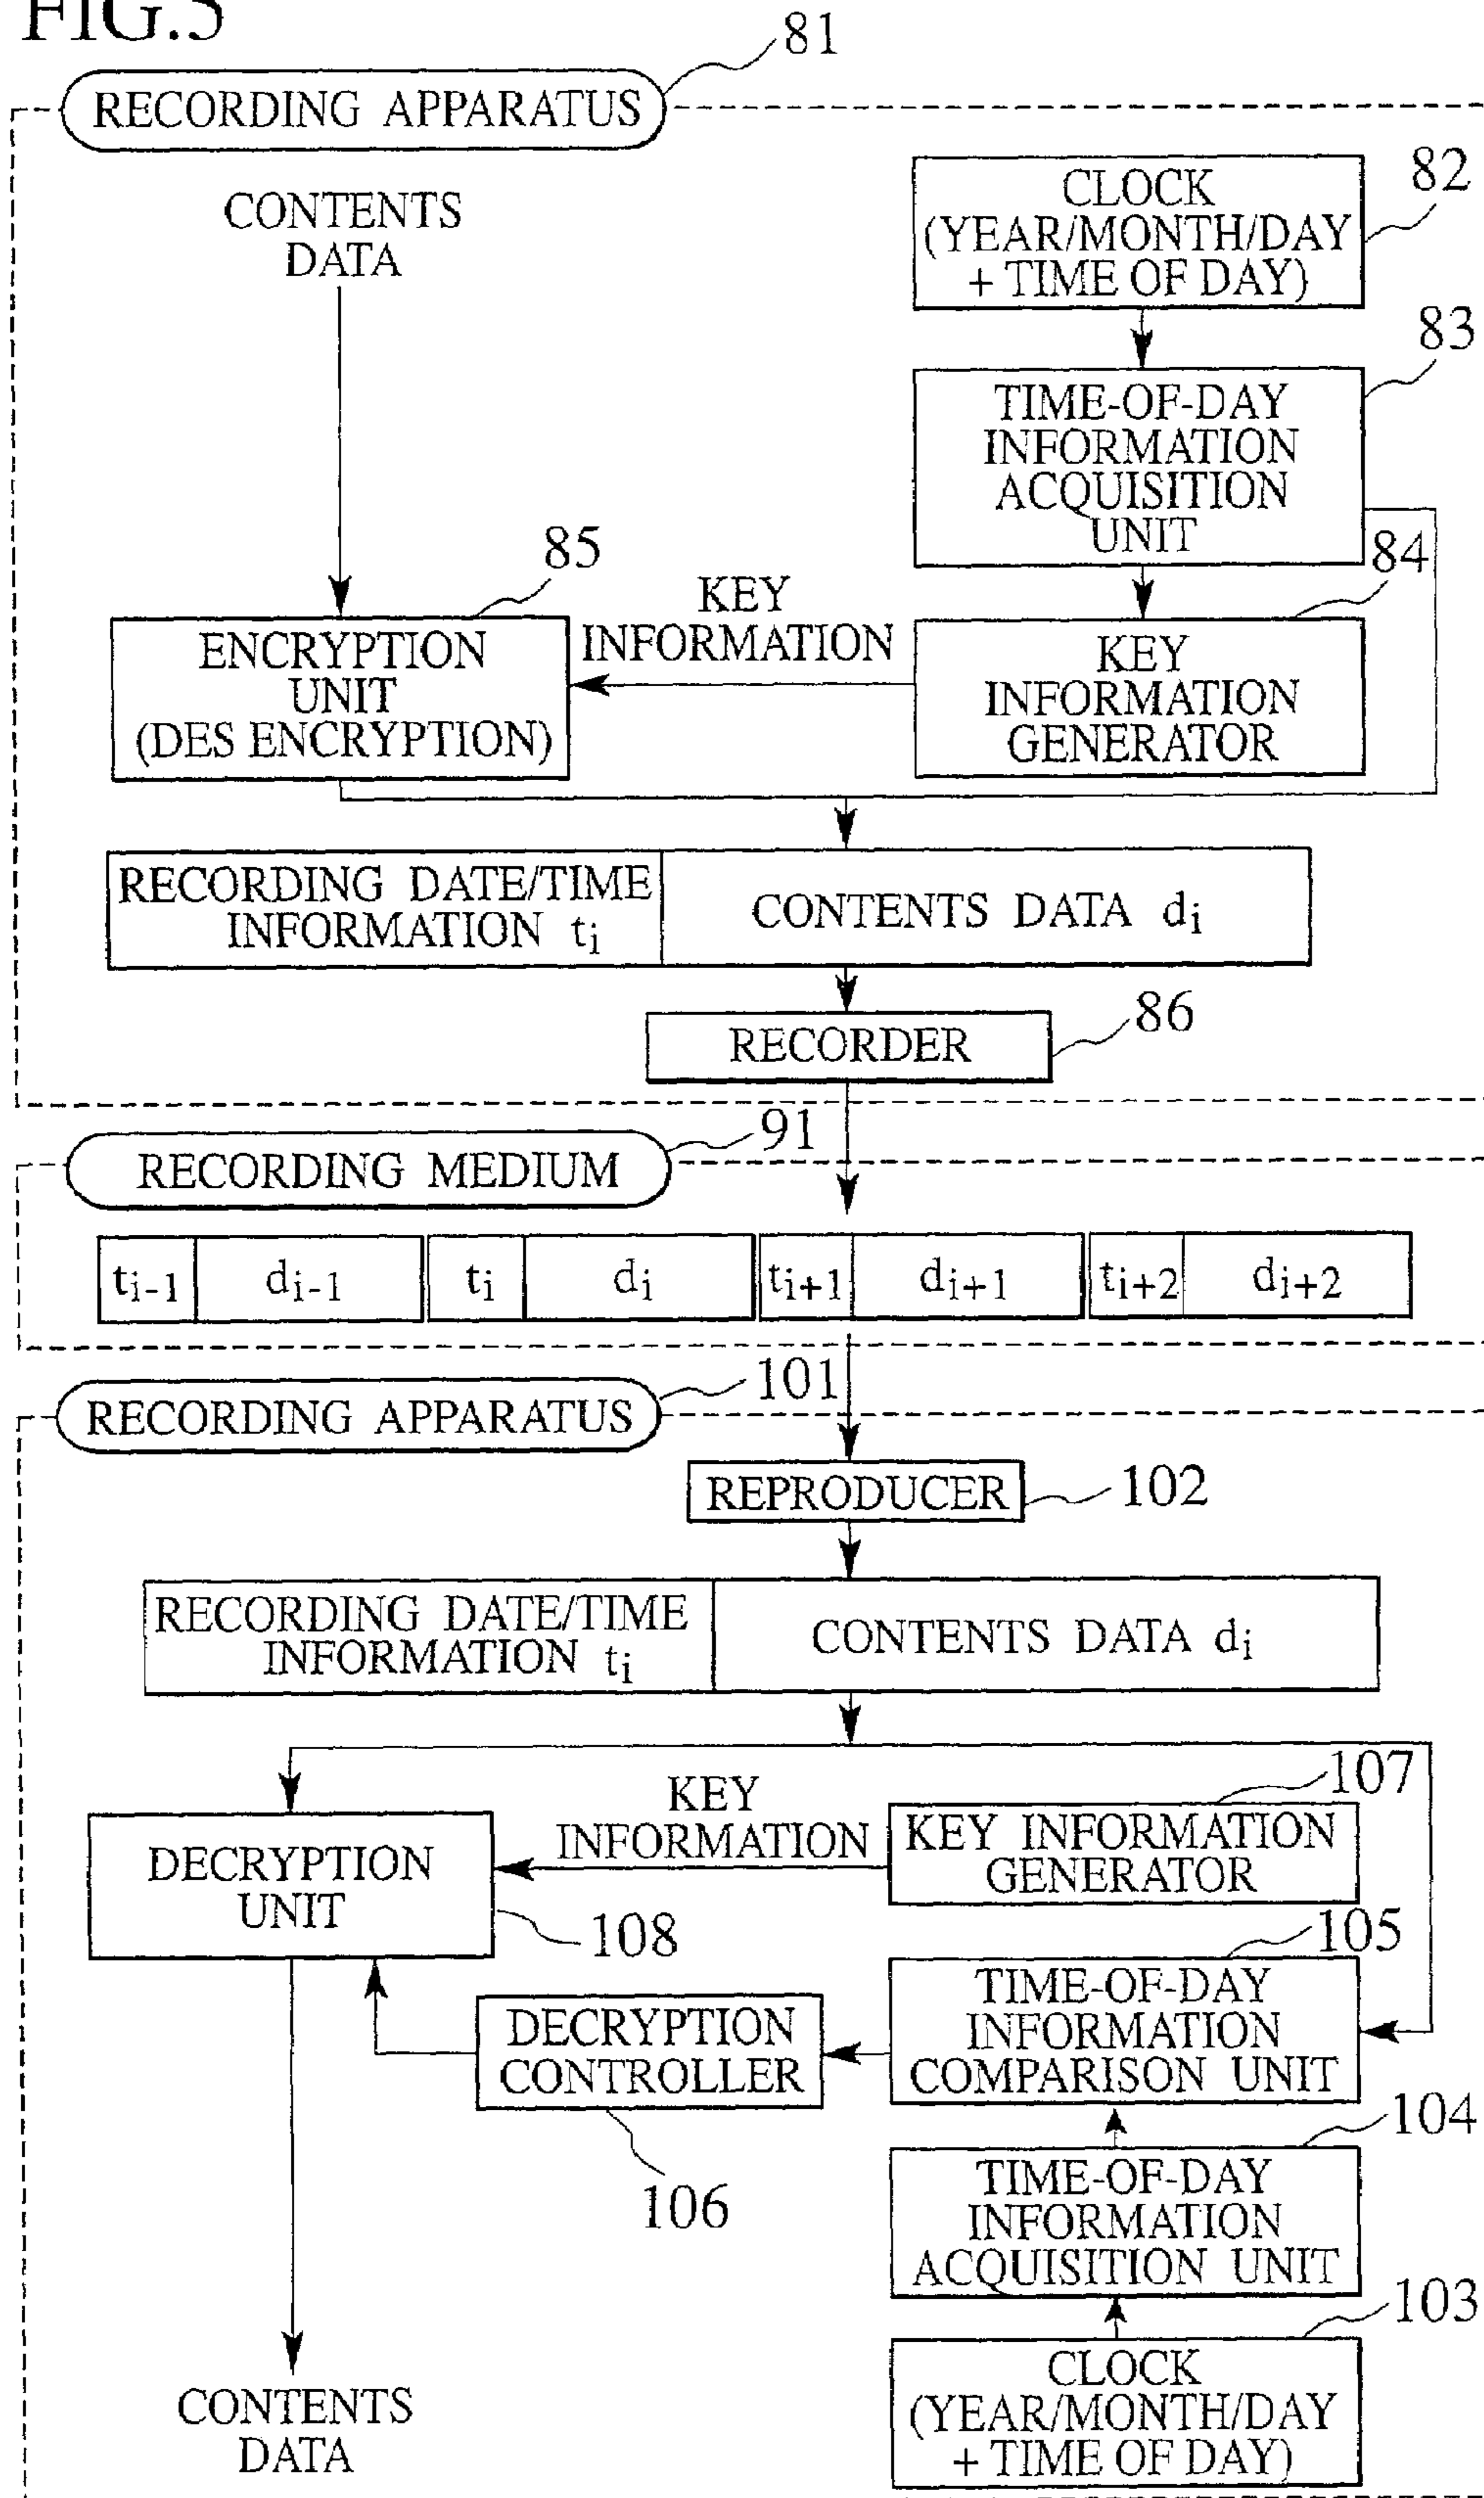 FIG.5
81
RECORDING APPARATUS
CONTENTS
DATA
CLOCK
(YEAR/MONTH/DAY
+ TIME OF DAY)
82
83
TIME-OF-DAY
INFORMATION
ACQUISITION
UNIT
84
85
KEY
INFORMATION
ENCRYPTION
UNIT
(DES ENCRYPTION)
KEY
INFORMATION
GENERATOR
RECORDING DATE/TIME
INFORMATION ti
CONTENTS DATA di
RECORDER
86
91
RECORDING MEDIUM
ti-1 di-1 ti di ti+1 di+1 ti+2 di+2
101
RECORDING APPARATUS
REPRODUCER
102
RECORDING DATE/TIME
INFORMATION ti
CONTENTS DATA di
107
KEY
INFORMATION
KEY INFORMATION
GENERATOR
DECRYPTION
UNIT
108
105
TIME-OF-DAY
INFORMATION
COMPARISON UNIT
DECRYPTION
CONTROLLER
106
104
TIME-OF-DAY
INFORMATION
ACQUISITION UNIT
103
CLOCK
(YEAR/MONTH/DAY
+ TIME OF DAY)
CONTENTS
DATA